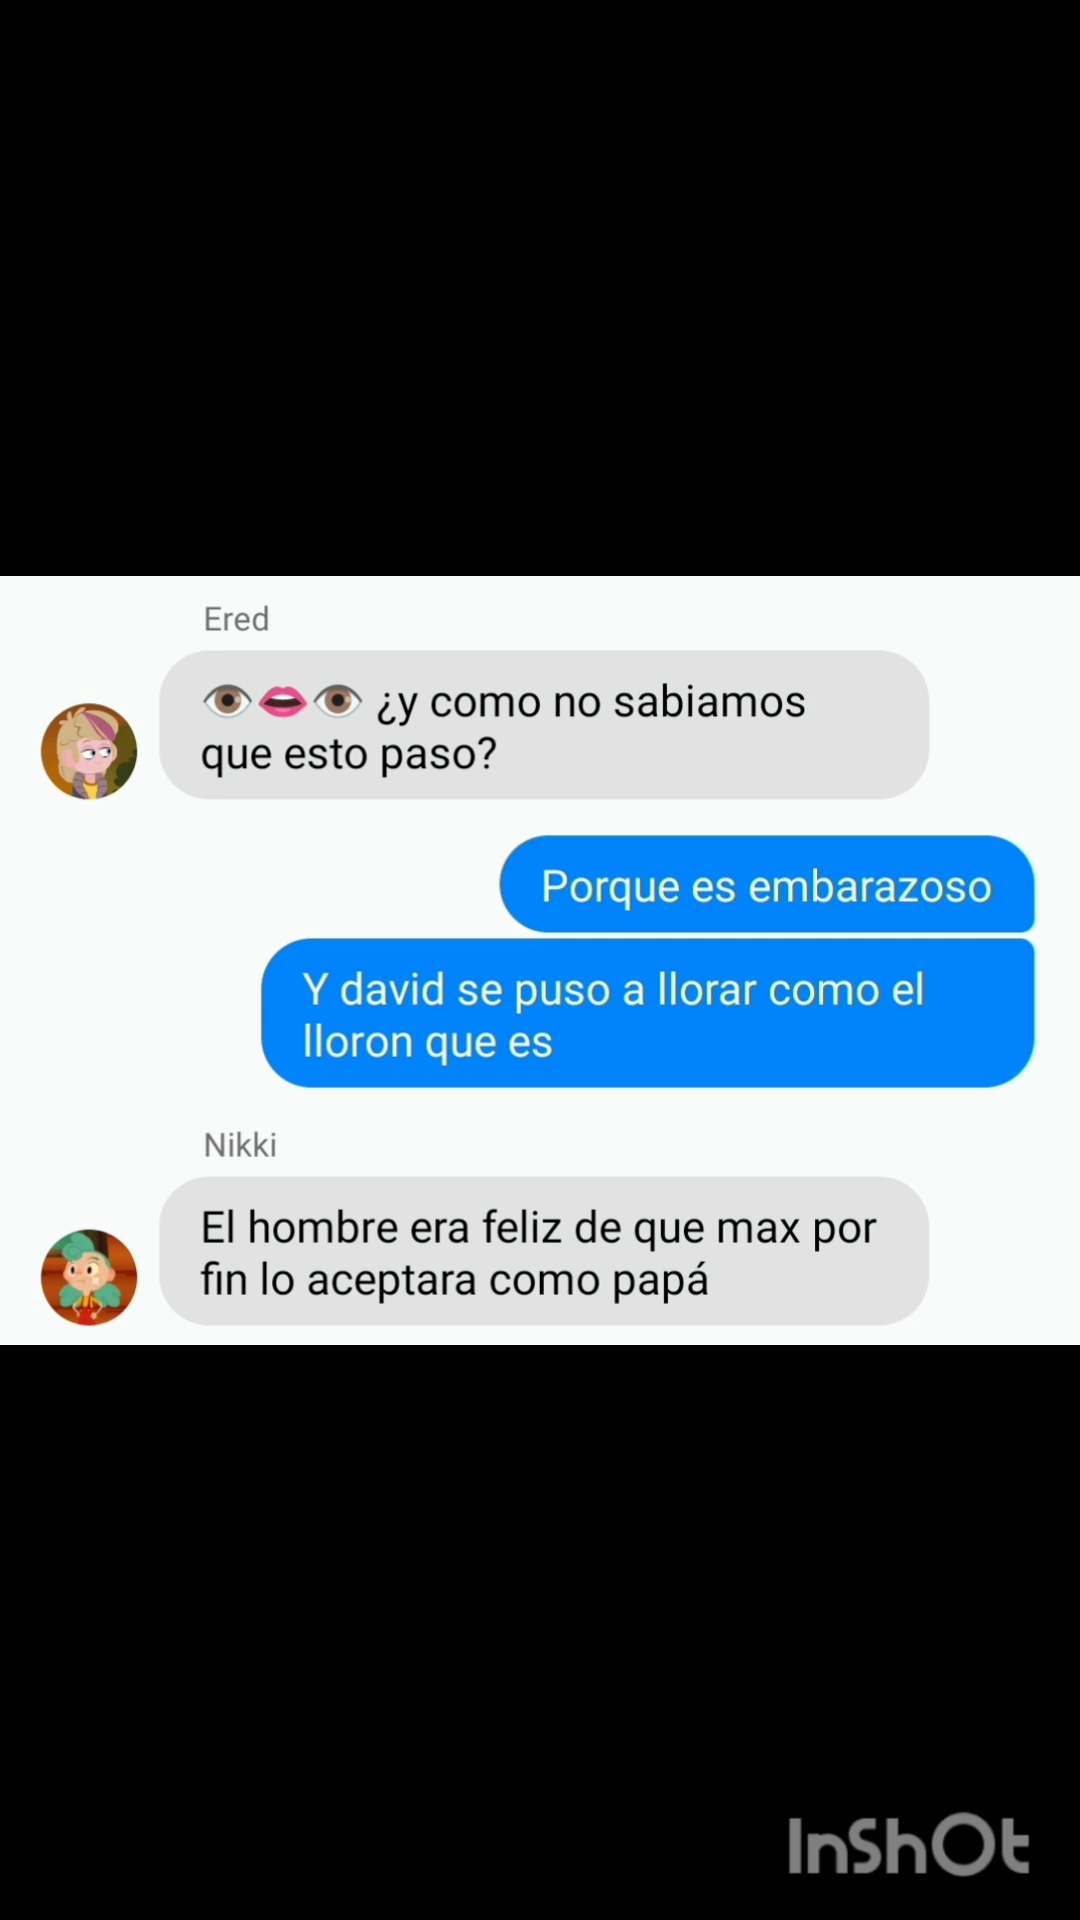 Ered
👁️👄👁️ ¿y como no sabiamos
que esto paso?
Porque es embarazoso
Y david se puso a llorar como el
lloron que es
Nikki
El hombre era feliz de que max por
fin lo aceptara como papá
InShOt